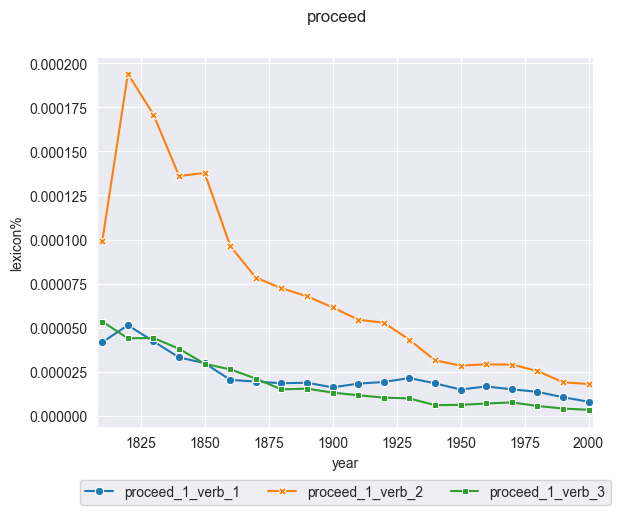 proceed
0.000200
0.000175
0.000150
0.000125
0.000100
0.000075
0.000050
0.000025
0.000000
lexicon%
1825 1850 1875 1900 1925 1950 1975 2000
year
proceed_1_verb_1 proceed_1_verb_2 proceed_1_verb_3